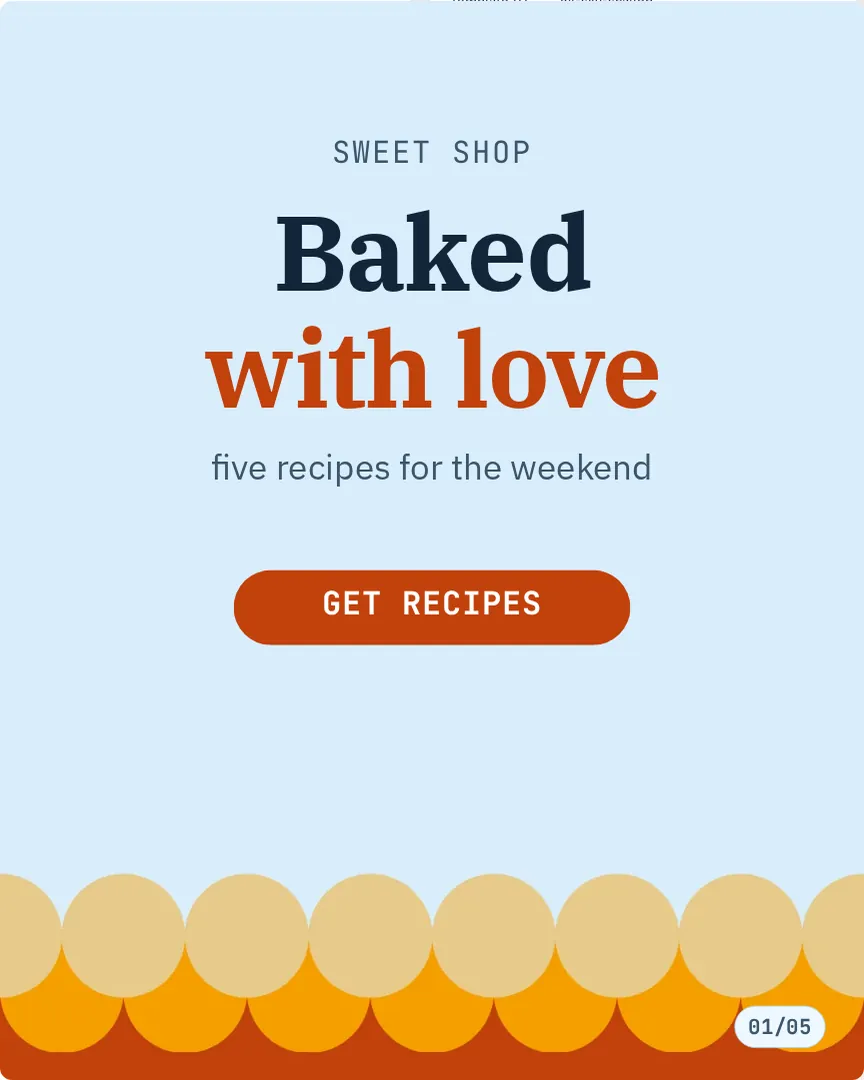 SWEET SHOP
Baked
with love
five recipes for the weekend
GET RECIPES
01/05